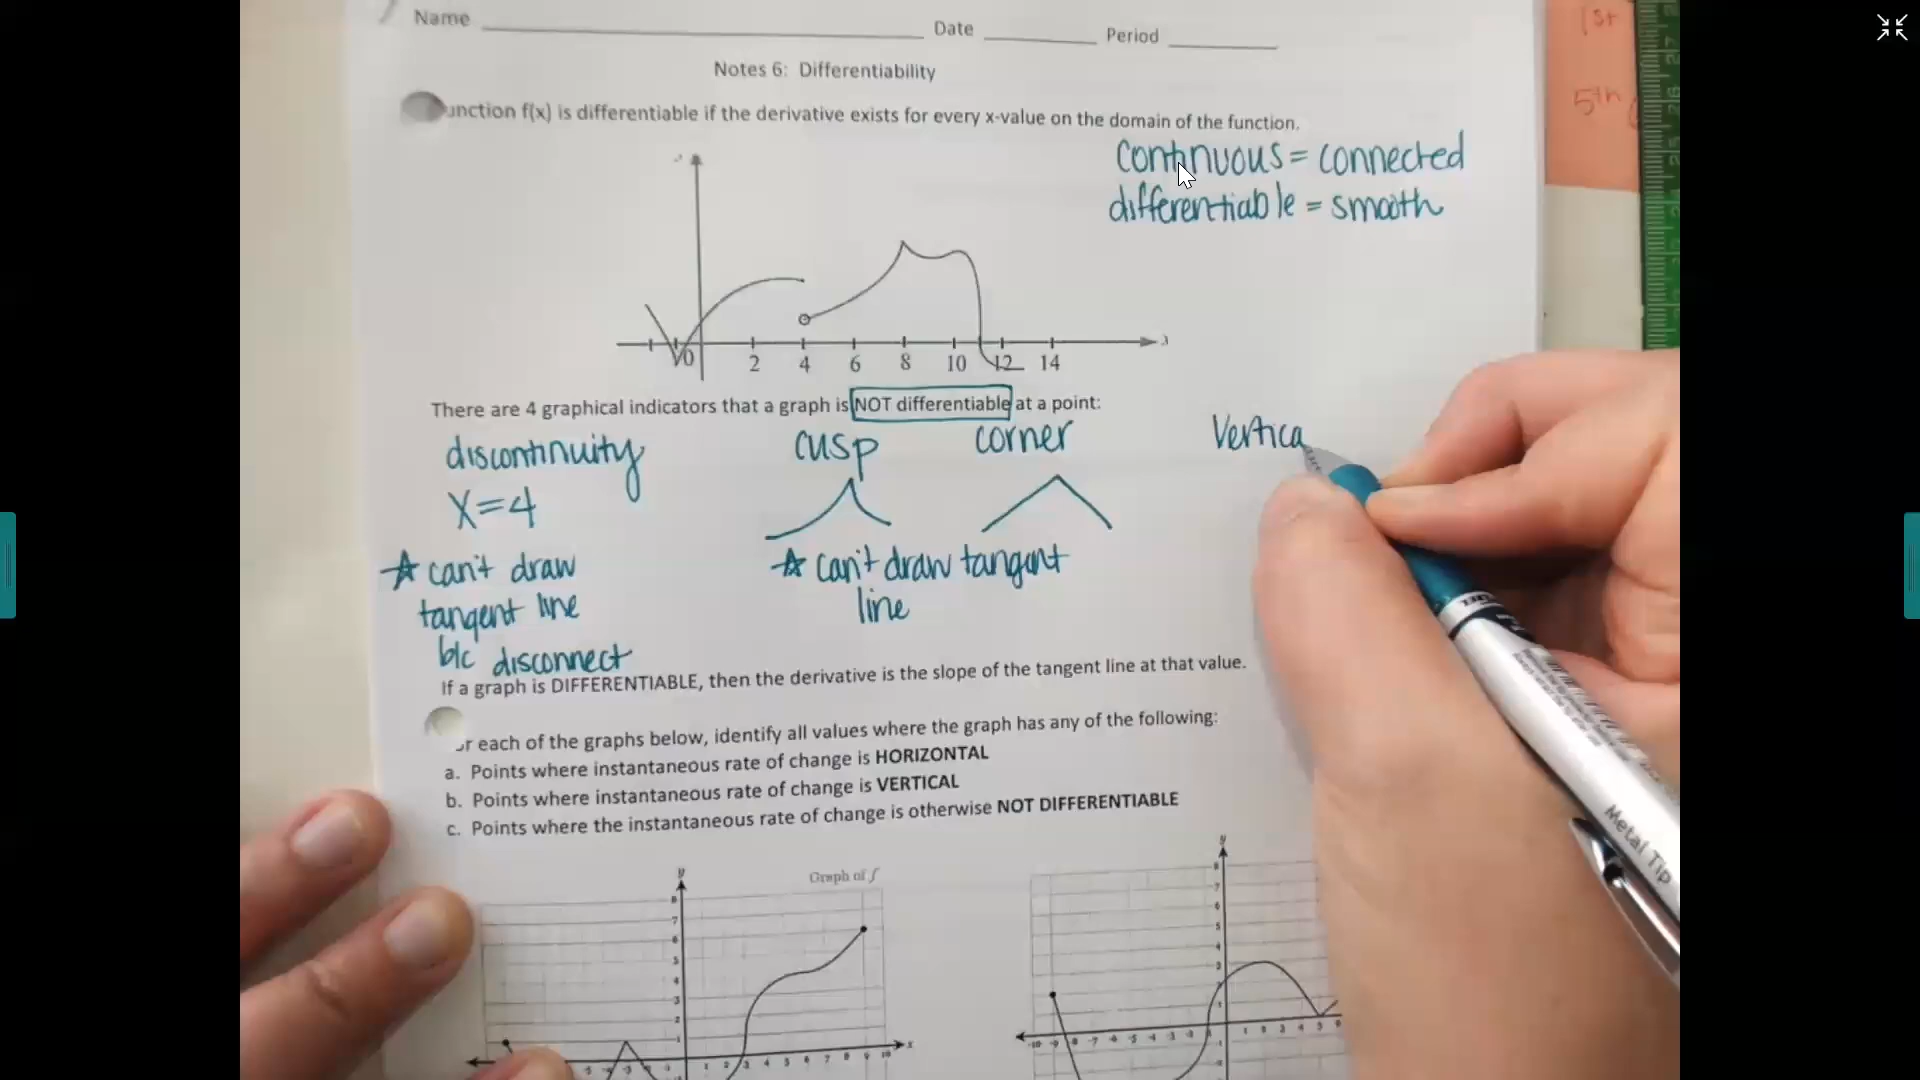 Name Date Period
1st
Notes 6: Differentiability
5th
unction f(x) is differentiable if the derivative exists for every x-value on the domain of the function.
Continuous = connected
differentiable = smooth
0 2 4 6 8 10 12 14
There are 4 graphical indicators that a graph is NOT differentiable at a point:
discontinuity cusp corner Vertica
X=4
☆ can't draw
tangent line
b/c disconnect
☆ can't draw tangent
line
If a graph is DIFFERENTIABLE, then the derivative is the slope of the tangent line at that value.
or each of the graphs below, identify all values where the graph has any of the following:
a. Points where instantaneous rate of change is HORIZONTAL
b. Points where instantaneous rate of change is VERTICAL
c. Points where the instantaneous rate of change is otherwise NOT DIFFERENTIABLE
Metal Tip
y
Graph of f
y
x